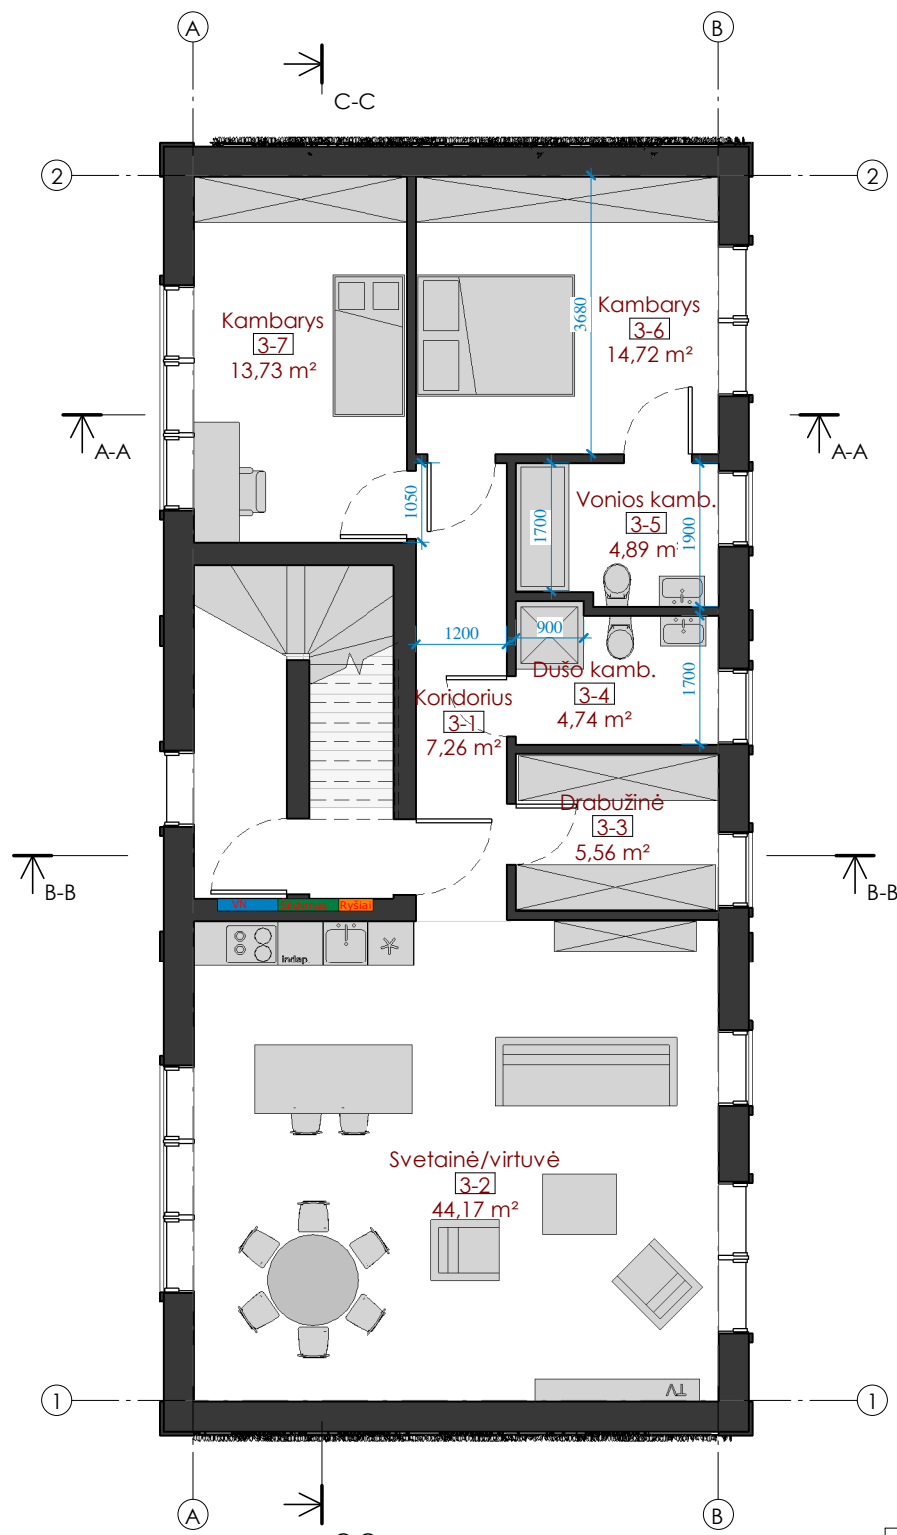 A
B
C-C
2
2
Kambarys
3-7
13,73 m²
3680
Kambarys
3-6
14,72 m²
A-A
A-A
1050
1700
Vonios kamb.
3-5
4,89 m²
1900
1200
900
Dušo kamb.
3-4
4,74 m²
1700
Koridorius
3-1
7,26 m²
Drabužinė
3-3
5,56 m²
B-B
B-B
VN
Ryšiai
indap.
Svetainė/virtuvė
3-2
44,17 m²
TV
1
1
A
B